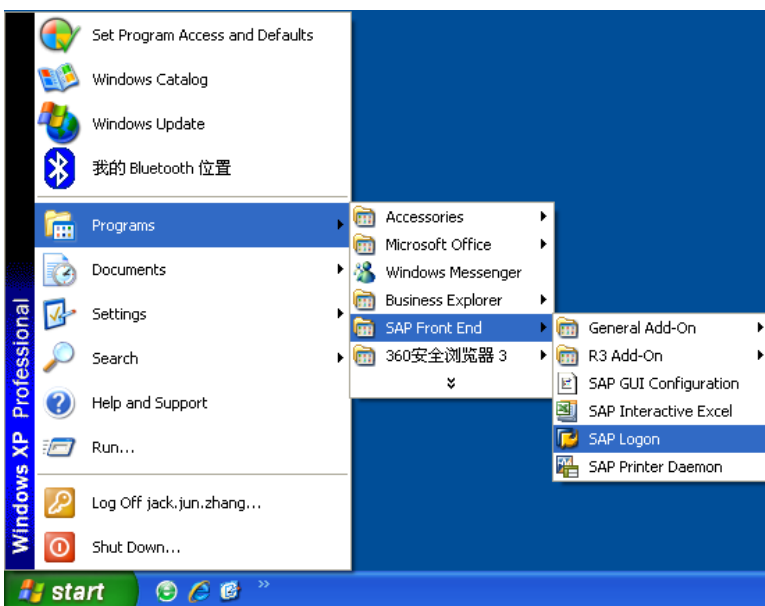 Set Program Access and Defaults
Windows Catalog
Windows Update
我的 Bluetooth 位置
Programs
Documents
Settings
Search
Help and Support
Run...
Log Off jack.jun.zhang...
Shut Down...
Windows XP Professional
Accessories
Microsoft Office
Windows Messenger
Business Explorer
SAP Front End
360安全浏览器 3
General Add-On
R3 Add-On
SAP GUI Configuration
SAP Interactive Excel
SAP Logon
SAP Printer Daemon
start